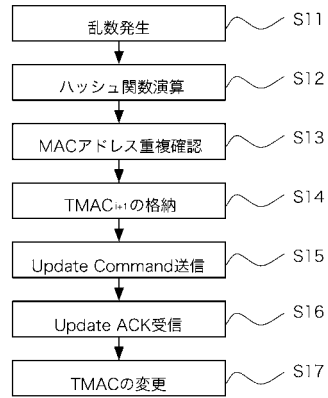 乱数発生 S11
ハッシュ関数演算 S12
MACアドレス重複確認 S13
TMACi+1の格納 S14
Update Command送信 S15
Update ACK受信 S16
TMACの変更 S17